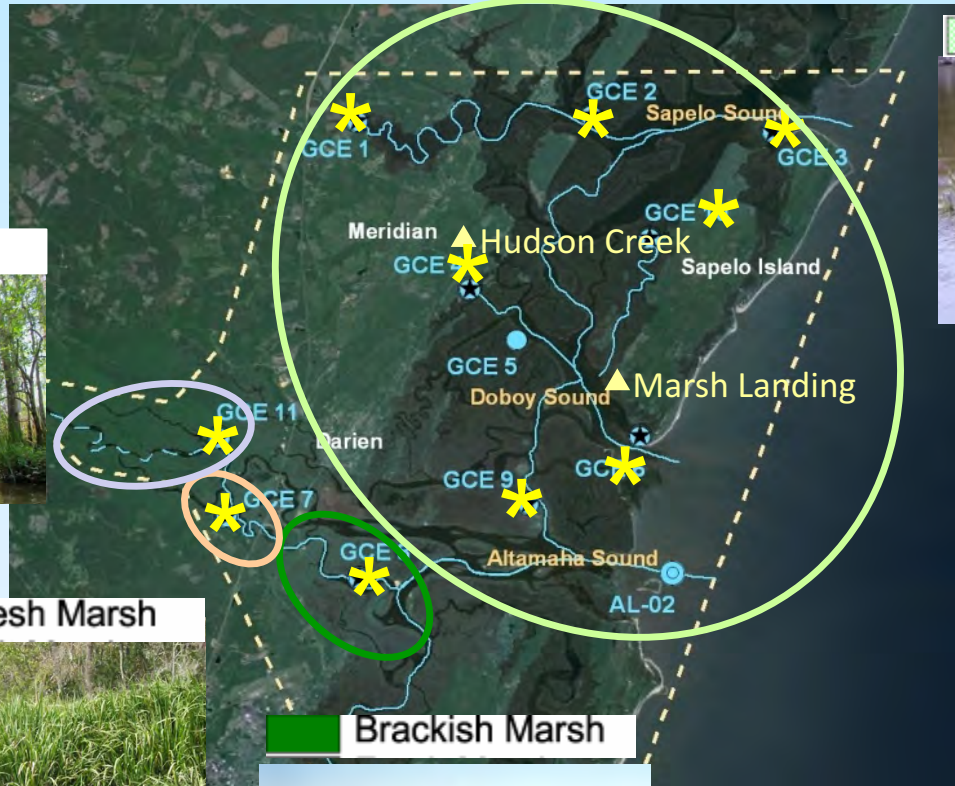 GCE 2
Sapelo Sound
GCE 1
GCE 3
GCE
Meridian
Hudson Creek
GCE
Sapelo Island
GCE 5
Marsh Landing
Doboy Sound
GCE 11
Darien
GCE 9
GCE 7
GCE
Altamaha Sound
AL-02
esh Marsh
Brackish Marsh